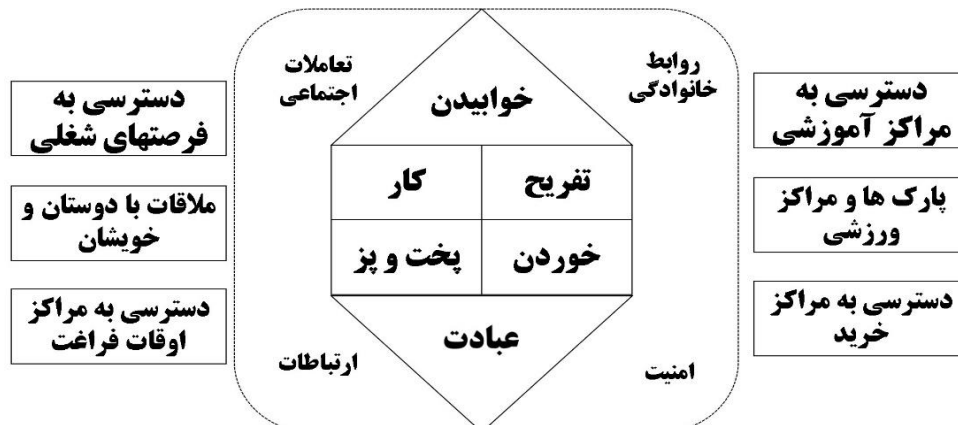 روابط
خانوادگی
تعاملات
اجتماعی
خوابیدن
دسترسی به
مراکز آموزشی
دسترسی به
فرصتهای شغلی
تفریح
کار
پارک ها و مراکز
ورزشی
ملاقات با دوستان و
خویشان
خوردن
پخت و پز
دسترسی به مراکز
خرید
دسترسی به مراکز
اوقات فراغت
عبادت
امنیت
ارتباطات